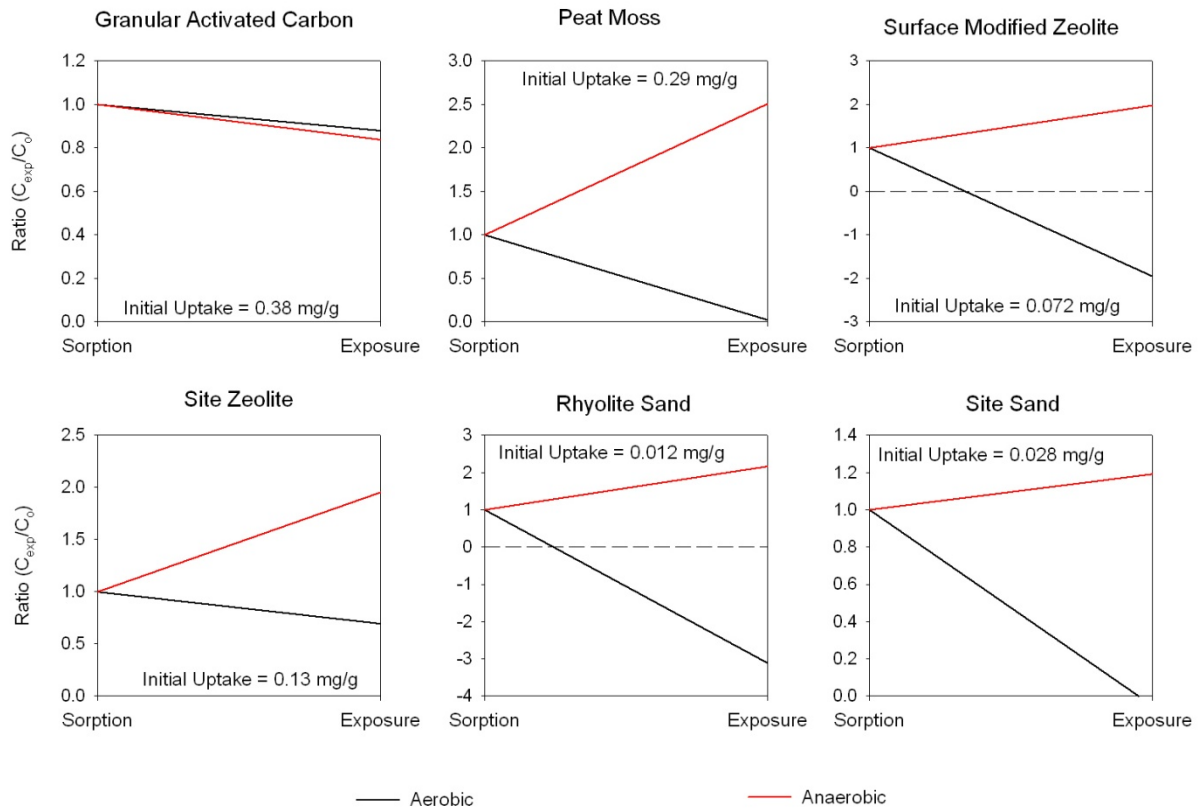 Granular Activated Carbon
Peat Moss
Surface Modified Zeolite
Ratio (Cexp/Co)
1.2
1.0
0.8
0.6
0.4
0.2
0.0
Initial Uptake = 0.38 mg/g
Sorption
Exposure
3.0
2.5
2.0
1.5
1.0
0.5
0.0
Initial Uptake = 0.29 mg/g
Sorption
Exposure
3
2
1
0
-1
-2
-3
Initial Uptake = 0.072 mg/g
Sorption
Exposure
Site Zeolite
Rhyolite Sand
Site Sand
Ratio (Cexp/Co)
2.5
2.0
1.5
1.0
0.5
0.0
Initial Uptake = 0.13 mg/g
Sorption
Exposure
3
2
1
0
-1
-2
-3
-4
Initial Uptake = 0.012 mg/g
Sorption
Exposure
1.4
1.2
1.0
0.8
0.6
0.4
0.2
0.0
Initial Uptake = 0.028 mg/g
Sorption
Exposure
Aerobic
Anaerobic